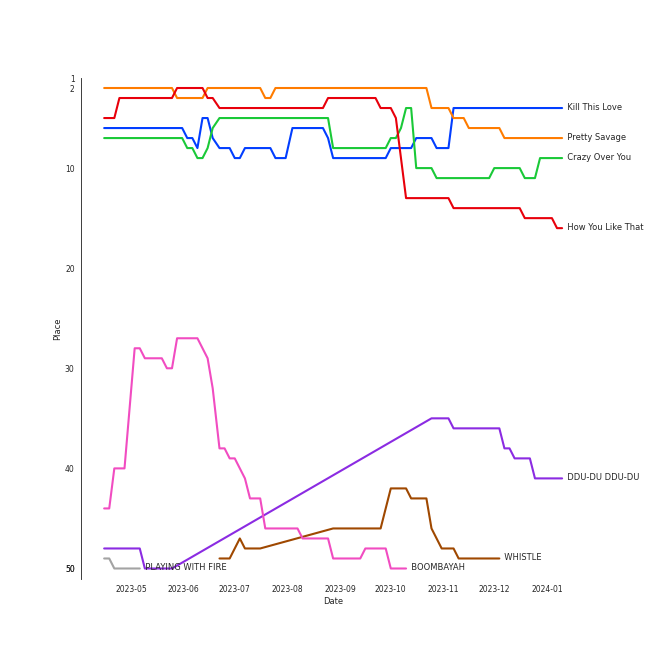 1
2
10
20
30
40
50
Place
Kill This Love
Pretty Savage
Crazy Over You
How You Like That
DDU-DU DDU-DU
WHISTLE
PLAYING WITH FIRE
BOOMBAYAH
2023-05
2023-06
2023-07
2023-08
2023-09
2023-10
2023-11
2023-12
2024-01
Date